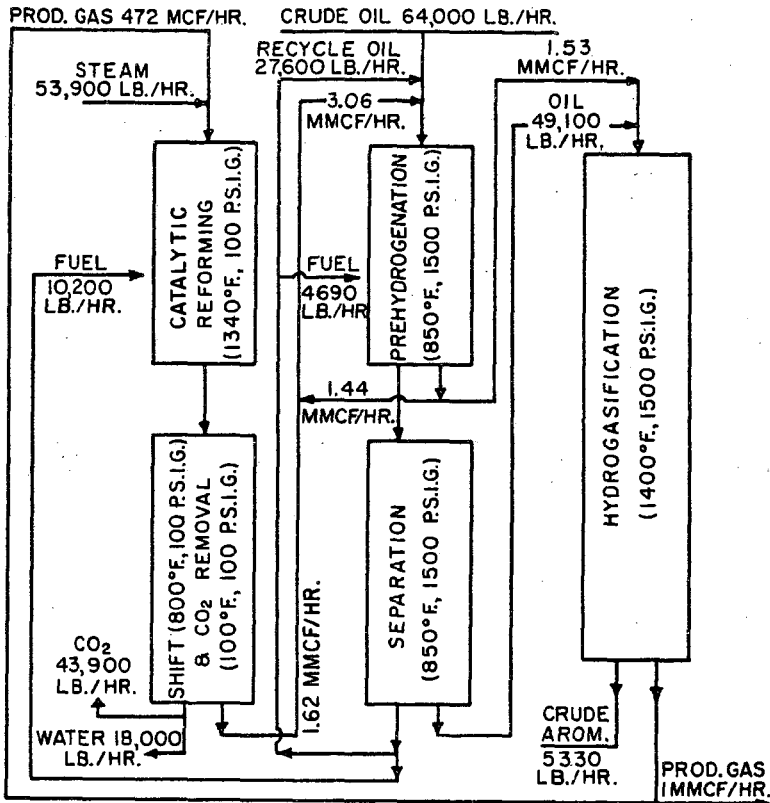 PROD. GAS 472 MCF/HR.
CRUDE OIL 64,000 LB./HR.
STEAM
53,900 LB./HR.
RECYCLE OIL
27,600 LB./HR.
3.06
MMCF/HR.
1.53
MMCF/HR.
OIL
49,100
LB./HR.
CATALYTIC
REFORMING
(1340°F., 100 P.S.I.G.)
FUEL
10,200
LB./HR.
FUEL
4690
LB./HR
PREHYDROGENATION
(850°F., 1500 P.S.I.G.)
HYDROGASIFICATION
(1400°F., 1500 P.S.I.G.)
1.44
MMCF/HR.
SHIFT (800°F., 100 P.S.I.G.)
& CO2 REMOVAL
(100°F., 100 P.S.I.G.)
1.62 MMCF/HR.
SEPARATION
(850°F., 1500 P.S.I.G.)
CO2
43,900
LB./HR.
WATER 18,000
LB./HR.
CRUDE
AROM.
5330
LB./HR.
PROD. GAS
1 MMCF/HR.